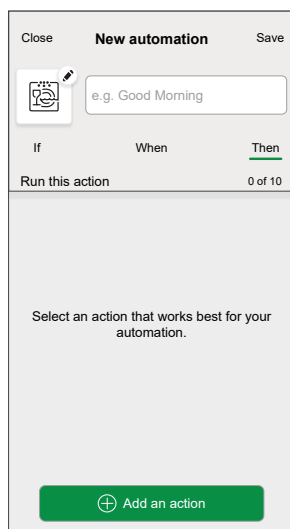 Close New automation Save
e.g. Good Morning
If When Then
Run this action 0 of 10
Select an action that works best for your
automation.
Add an action